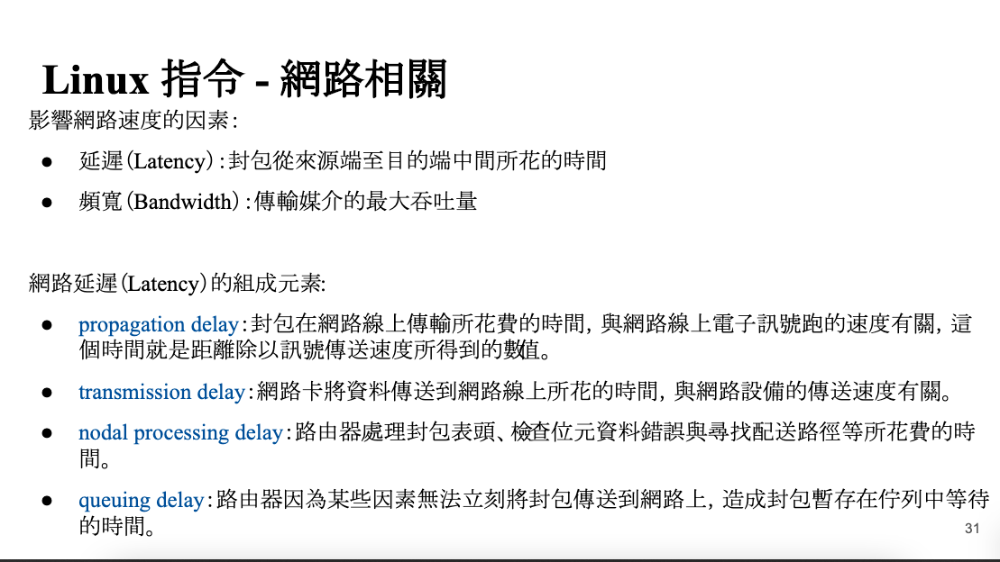 Linux 指令 - 網路相關
影響網路速度的因素：
● 延遲（Latency）：封包從來源端至目的端中間所花的時間
● 頻寬（Bandwidth）：傳輸媒介的最大吞吐量
網路延遲（Latency）的組成元素:
● propagation delay：封包在網路線上傳輸所花費的時間，與網路線上電子訊號跑的速度有關，這
個時間就是距離除以訊號傳送速度所得到的數值。
● transmission delay：網路卡將資料傳送到網路線上所花的時間，與網路設備的傳送速度有關。
● nodal processing delay：路由器處理封包表頭、檢查位元資料錯誤與尋找配送路徑等所花費的時
間。
● queuing delay：路由器因為某些因素無法立刻將封包傳送到網路上，造成封包暫存在佇列中等待
的時間。
31